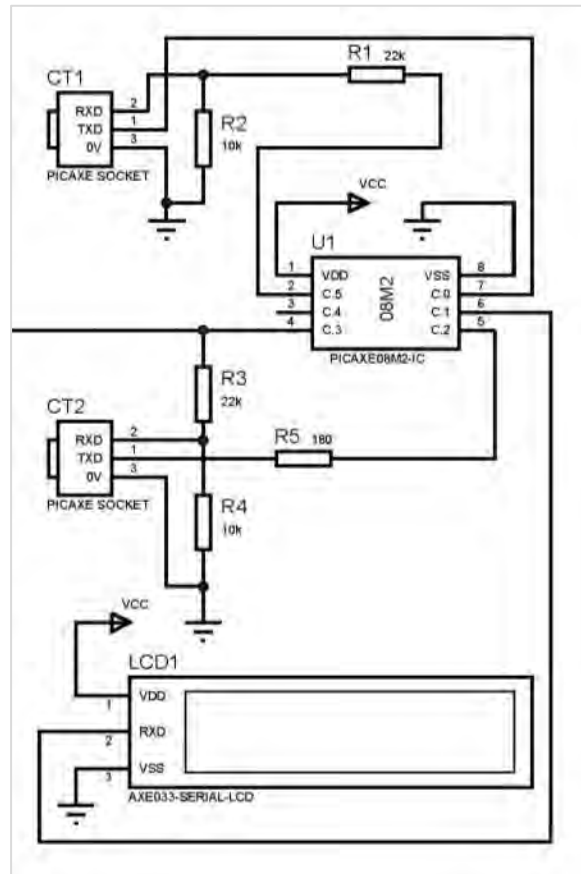 R1 22k
CT1
RXD 2
TXD 1
0V 3
PICAXE SOCKET
R2
10k
VCC
U1
1 VDD
2 C.5
3 C.4
4 C.3
08M2
VSS 8
C.0 7
C.1 6
C.2 5
PICAXE08M2-IC
R3
22k
CT2
RXD 2
TXD 1
0V 3
PICAXE SOCKET
R5 180
R4
10k
VCC
LCD1
1 VDD
2 RXD
3 VSS
AXE033-SERIAL-LCD